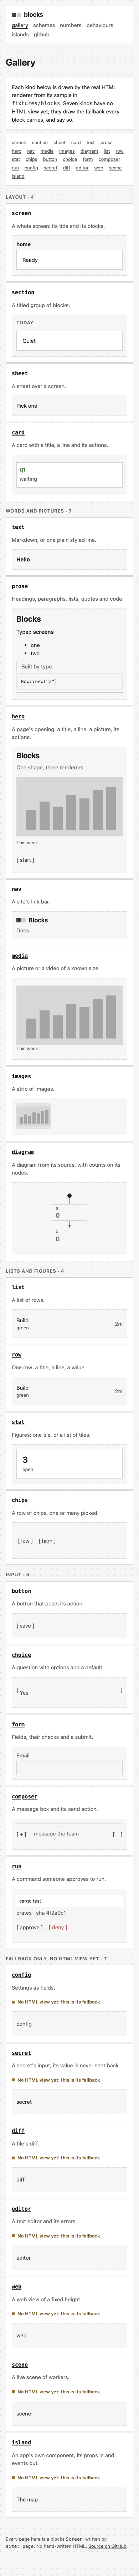 blocks
gallery schemes numbers behaviours
islands github
Gallery
Each kind below is drawn by the real HTML
renderer from its sample in
fixtures/blocks. Seven kinds have no
HTML view yet; they draw the fallback every
block carries, and say so.
screen section sheet card text prose
hero nav media images diagram list row
stat chips button choice form composer
run config secret diff editor web scene
island
LAYOUT · 4
screen
A whole screen: its title and its blocks.
home
Ready
section
A titled group of blocks.
TODAY
Quiet
sheet
A sheet over a screen.
Pick one
card
A card with a title, a line and its actions.
q1
waiting
WORDS AND PICTURES · 7
text
Markdown, or one plain styled line.
Hello
prose
Headings, paragraphs, lists, quotes and code.
Blocks
Typed screens
• one
• two
Built by type.
Row::new("a")
hero
A page's opening: a title, a line, a picture, its
actions.
Blocks
One shape, three renderers
This week
[ start ]
nav
A site's link bar.
Blocks
Docs
media
A picture or a video of a known size.
This week
images
A strip of images.
diagram
A diagram from its source, with counts on its
nodes.
a
0
b
0
LISTS AND FIGURES · 4
list
A list of rows.
Build
green
2m
row
One row: a title, a line, a value.
Build
green
2m
stat
Figures: one tile, or a list of tiles.
3
open
chips
A row of chips, one or many picked.
[ low ] [ high ]
INPUT · 5
button
A button that posts its action.
[ save ]
choice
A question with options and a default.
[ Yes ]
form
Fields, their checks and a submit.
Email
composer
A message box and its send action.
[ + ] message the team [ ]
run
A command someone approves to run.
cargo test
crates · sha 4f2a9c1
[ approve ] [ deny ]
FALLBACK ONLY, NO HTML VIEW YET · 7
config
Settings as fields.
No HTML view yet: this is its fallback
config
secret
A secret's input; its value is never sent back.
No HTML view yet: this is its fallback
secret
diff
A file's diff.
No HTML view yet: this is its fallback
diff
editor
A text editor and its errors.
No HTML view yet: this is its fallback
editor
web
A web view of a fixed height.
No HTML view yet: this is its fallback
web
scene
A live scene of workers.
No HTML view yet: this is its fallback
scene
island
An app's own component, its props in and
events out.
No HTML view yet: this is its fallback
The map
Every page here is a blocks Screen, written by
site::page. No hand-written HTML. Source on GitHub.